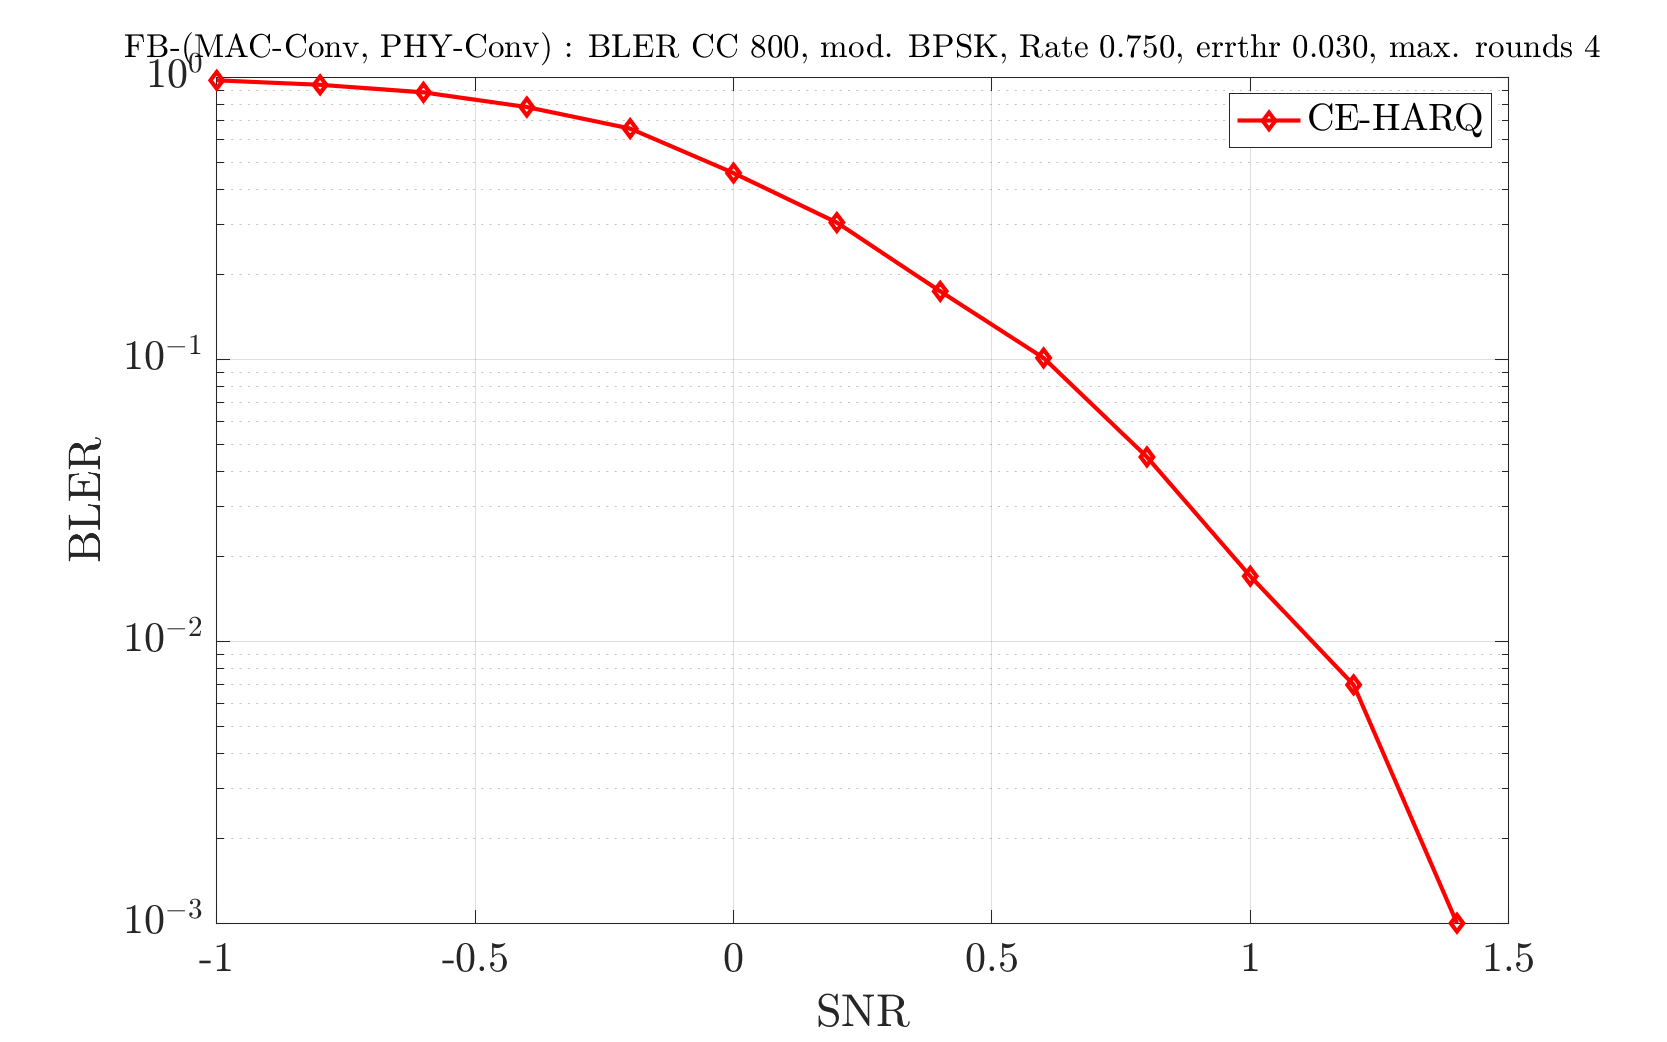 FB-(MAC-Conv, PHY-Conv) : BLER CC 800, mod. BPSK, Rate 0.750, errthr 0.030, max. rounds 4
10⁰
CE-HARQ
10⁻¹
BLER
10⁻²
10⁻³
-1 -0.5 0 0.5 1 1.5
SNR